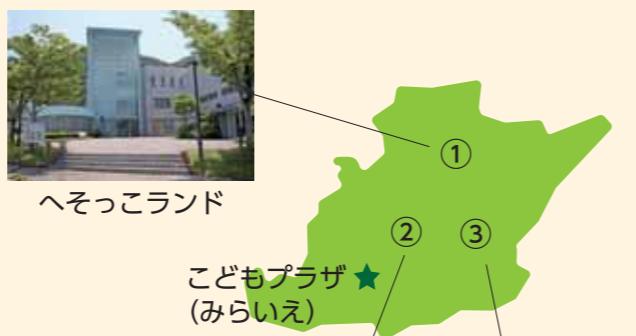 ①
へそっこランド
②
③
こどもプラザ
(みらいえ)